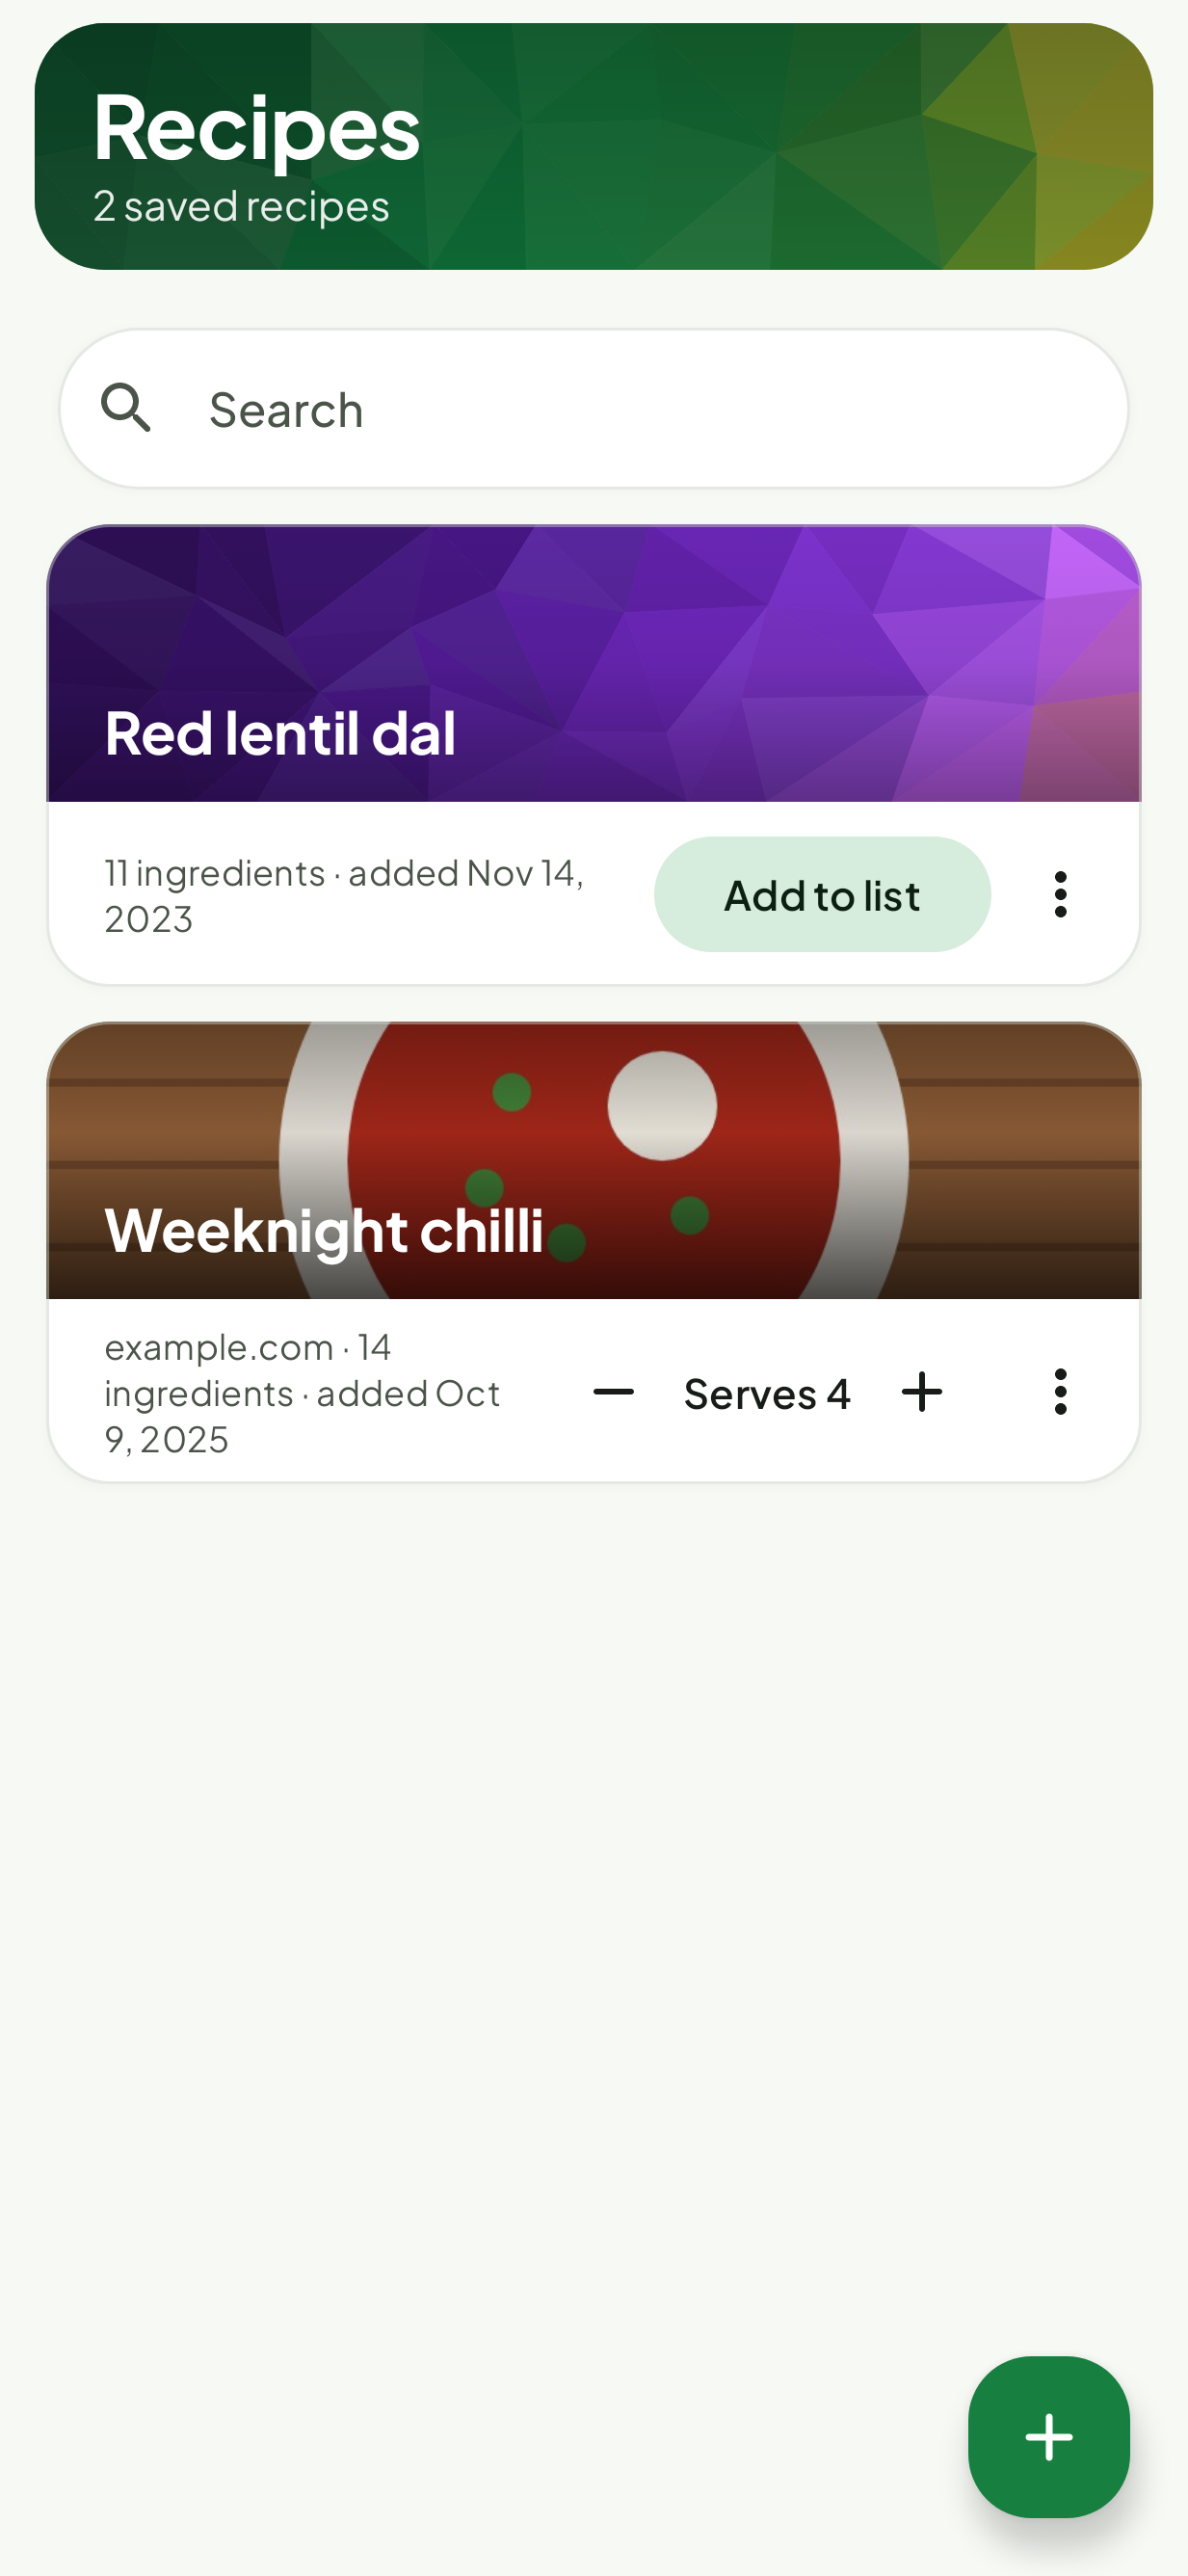 Recipes
2 saved recipes
Search
Red lentil dal
11 ingredients · added Nov 14,
2023
Add to list
Weeknight chilli
example.com · 14
ingredients · added Oct
9, 2025
Serves 4